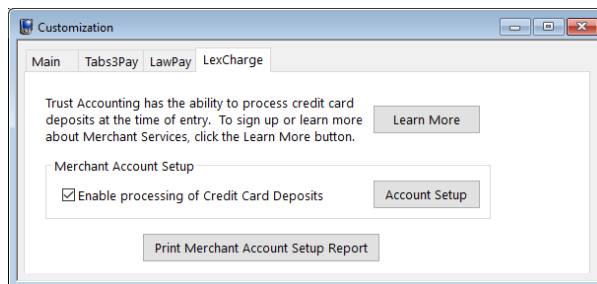 Customization
Main Tabs3Pay LawPay LexCharge
Trust Accounting has the ability to process credit card
deposits at the time of entry. To sign up or learn more
about Merchant Services, click the Learn More button.
Learn More
Merchant Account Setup
Enable processing of Credit Card Deposits
Account Setup
Print Merchant Account Setup Report